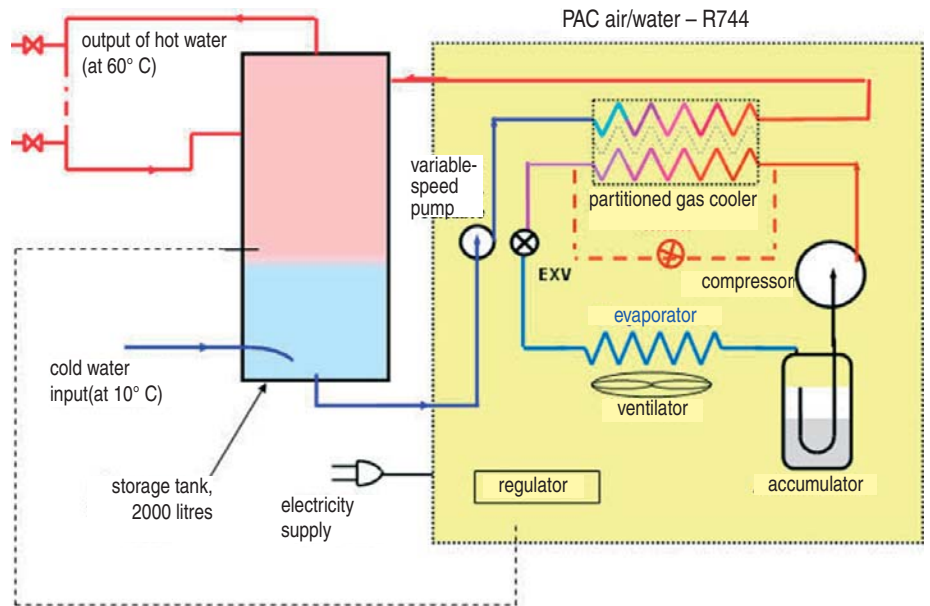 PAC air/water – R744
output of hot water
(at 60° C)
variable-
speed
pump
partitioned gas cooler
EXV
compressor
evaporator
cold water
input(at 10° C)
ventilator
storage tank,
2000 litres
electricity
supply
regulator
accumulator